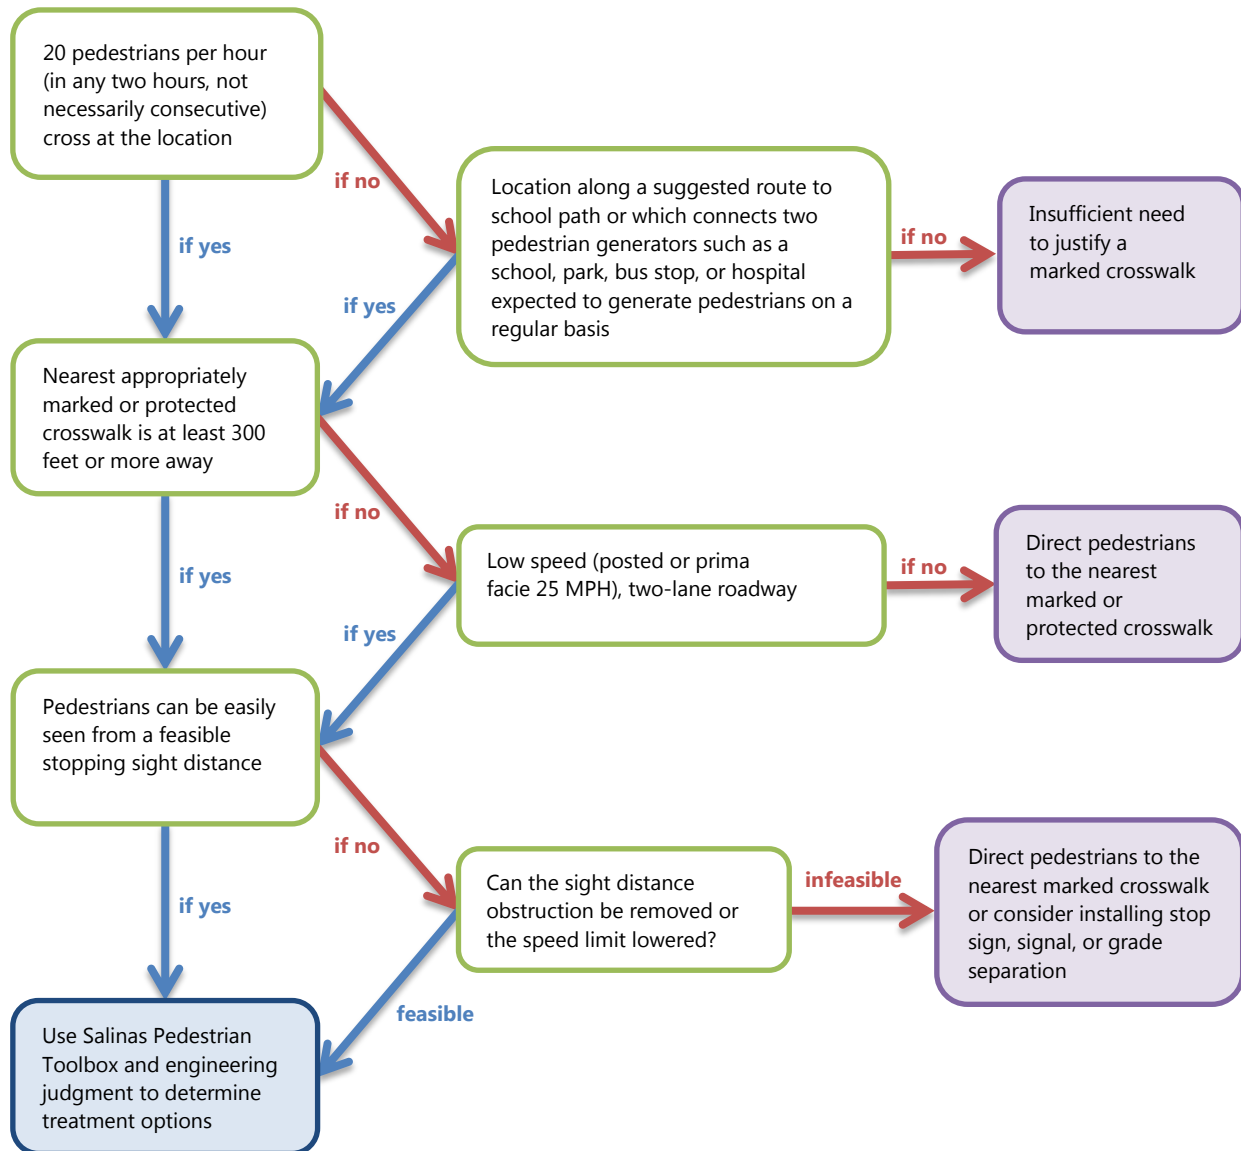 20 pedestrians per hour
(in any two hours, not
necessarily consecutive)
cross at the location
if no
if yes
Location along a suggested route to
school path or which connects two
pedestrian generators such as a
school, park, bus stop, or hospital
expected to generate pedestrians on a
regular basis
if no
Insufficient need
to justify a
marked crosswalk
if yes
Nearest appropriately
marked or protected
crosswalk is at least 300
feet or more away
if no
if yes
Low speed (posted or prima
facie 25 MPH), two-lane roadway
if no
Direct pedestrians
to the nearest
marked or
protected crosswalk
if yes
Pedestrians can be easily
seen from a feasible
stopping sight distance
if no
if yes
Can the sight distance
obstruction be removed or
the speed limit lowered?
infeasible
Direct pedestrians to the
nearest marked crosswalk
or consider installing stop
sign, signal, or grade
separation
feasible
Use Salinas Pedestrian
Toolbox and engineering
judgment to determine
treatment options